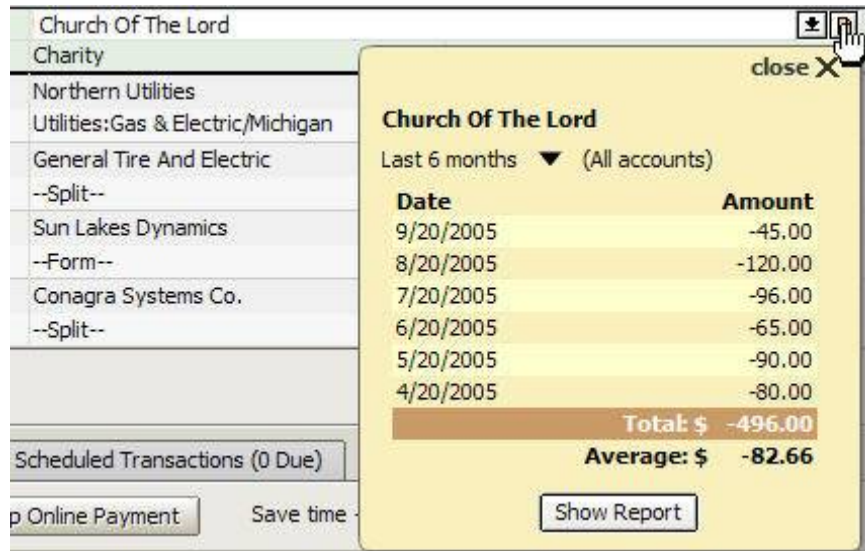 Church Of The Lord
Charity
Northern Utilities
Utilities:Gas & Electric/Michigan
General Tire And Electric
--Split--
Sun Lakes Dynamics
--Form--
Conagra Systems Co.
--Split--
Scheduled Transactions (0 Due)
p Online Payment Save time -
close X
Church Of The Lord
Last 6 months ▼ (All accounts)
Date Amount
9/20/2005 -45.00
8/20/2005 -120.00
7/20/2005 -96.00
6/20/2005 -65.00
5/20/2005 -90.00
4/20/2005 -80.00
Total: $ -496.00
Average: $ -82.66
Show Report